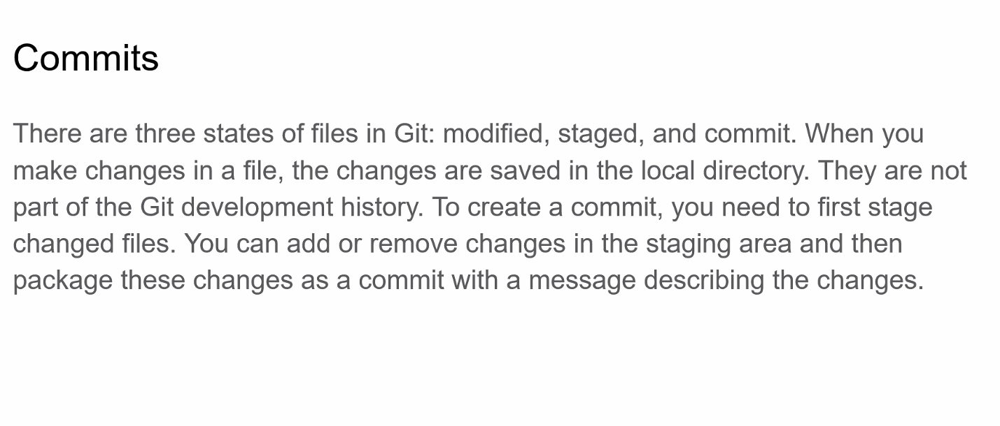 Commits
There are three states of files in Git: modified, staged, and commit. When you
make changes in a file, the changes are saved in the local directory. They are not
part of the Git development history. To create a commit, you need to first stage
changed files. You can add or remove changes in the staging area and then
package these changes as a commit with a message describing the changes.